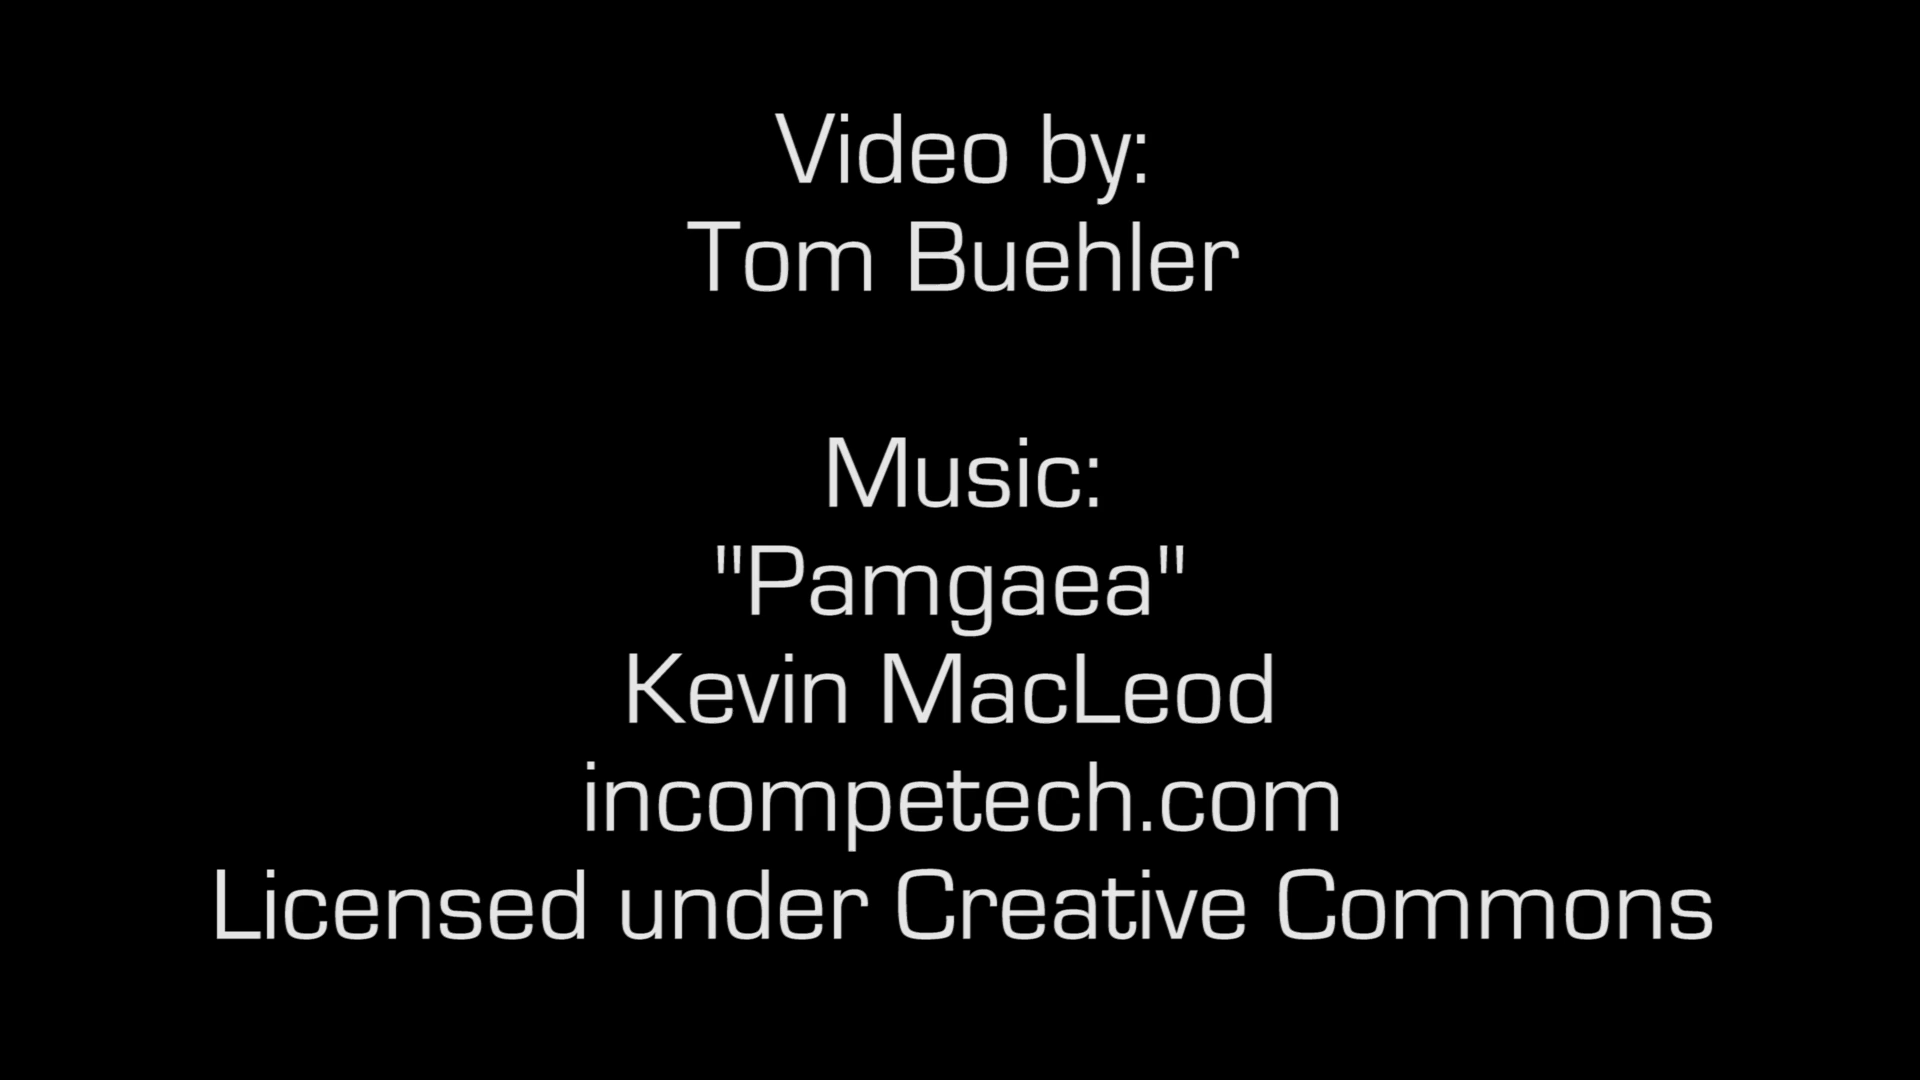 Video by:
Tom Buehler
Music:
"Pamgaea"
Kevin MacLeod
incompetech.com
Licensed under Creative Commons